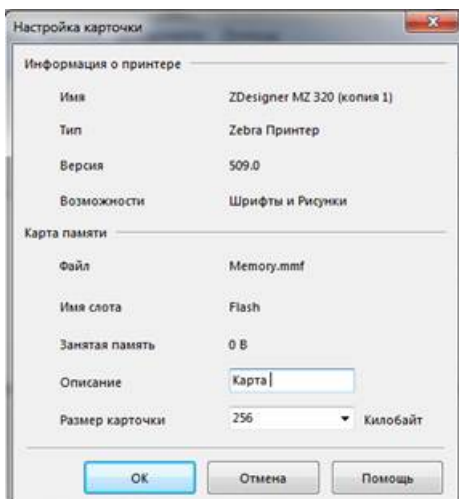 Настройка карточки
Информация о принтере
Имя ZDesigner MZ 320 (копия 1)
Тип Zebra Принтер
Версия 509.0
Возможности Шрифты и Рисунки
Карта памяти
Файл Memory.mmf
Имя слота Flash
Занятая память 0 B
Описание Карта
Размер карточки 256 Килобайт
ОК Отмена Помощь